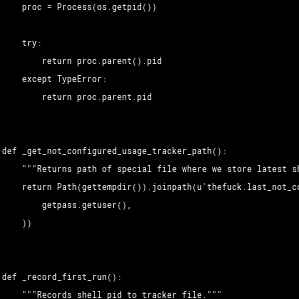 proc = Process(os.getpid())
try:
return proc.parent().pid
except TypeError:
return proc.parent.pid
def _get_not_configured_usage_tracker_path():
"""Returns path of special file where we store latest sh
return Path(gettempdir()).joinpath(u'thefuck.last_not_co
getpass.getuser(),
))
def _record_first_run():
"""Records shell pid to tracker file."""